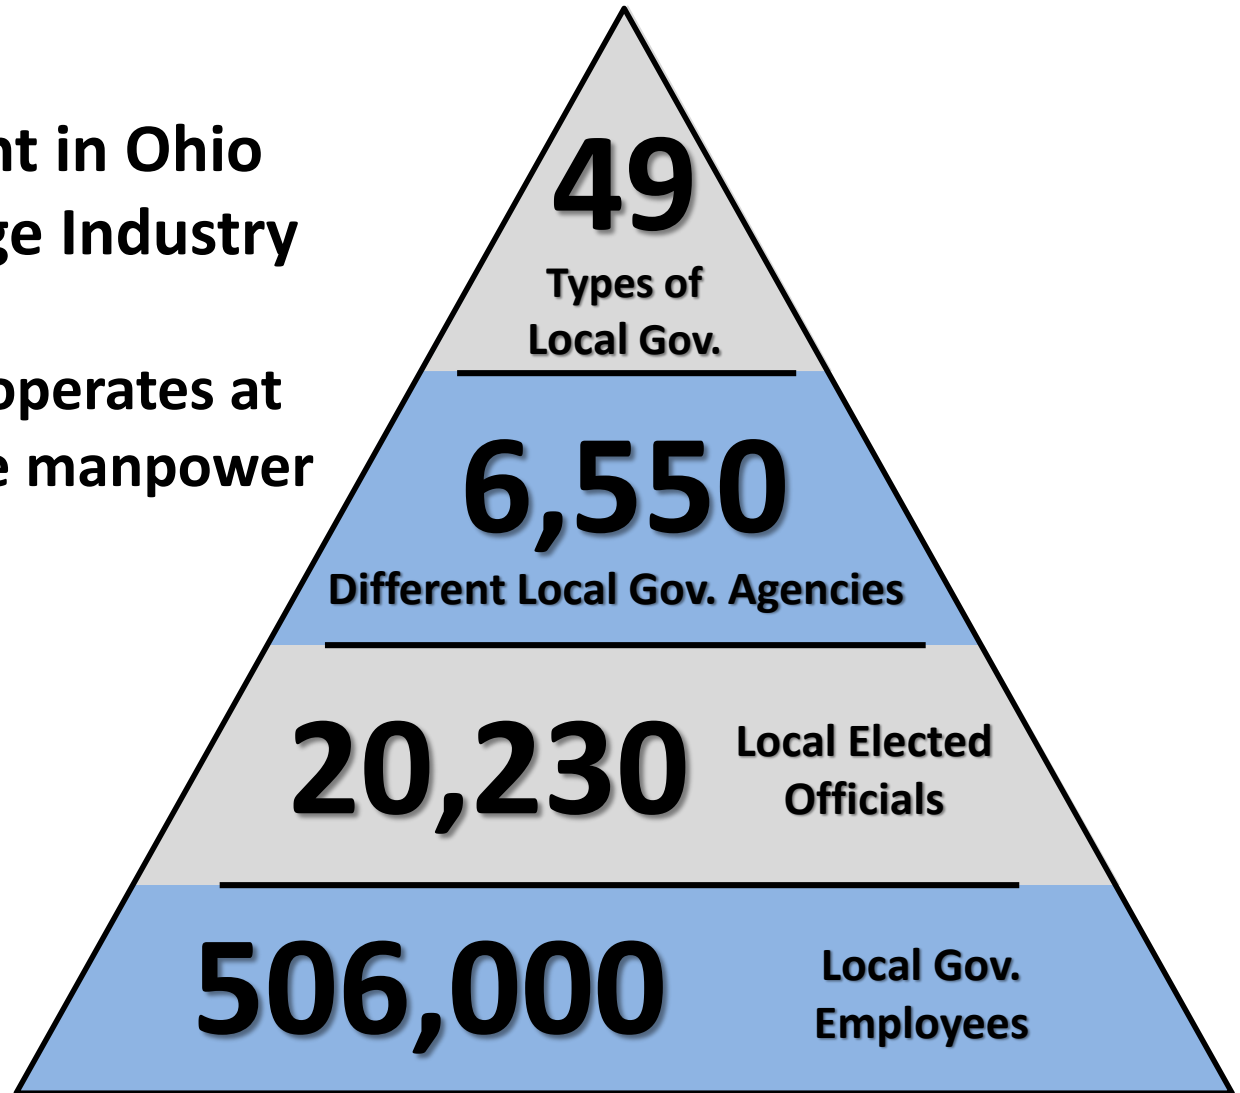 nt in Ohio
ge Industry
operates at
e manpower
49
Types of
Local Gov.
6,550
Different Local Gov. Agencies
20,230
Local Elected
Officials
506,000
Local Gov.
Employees